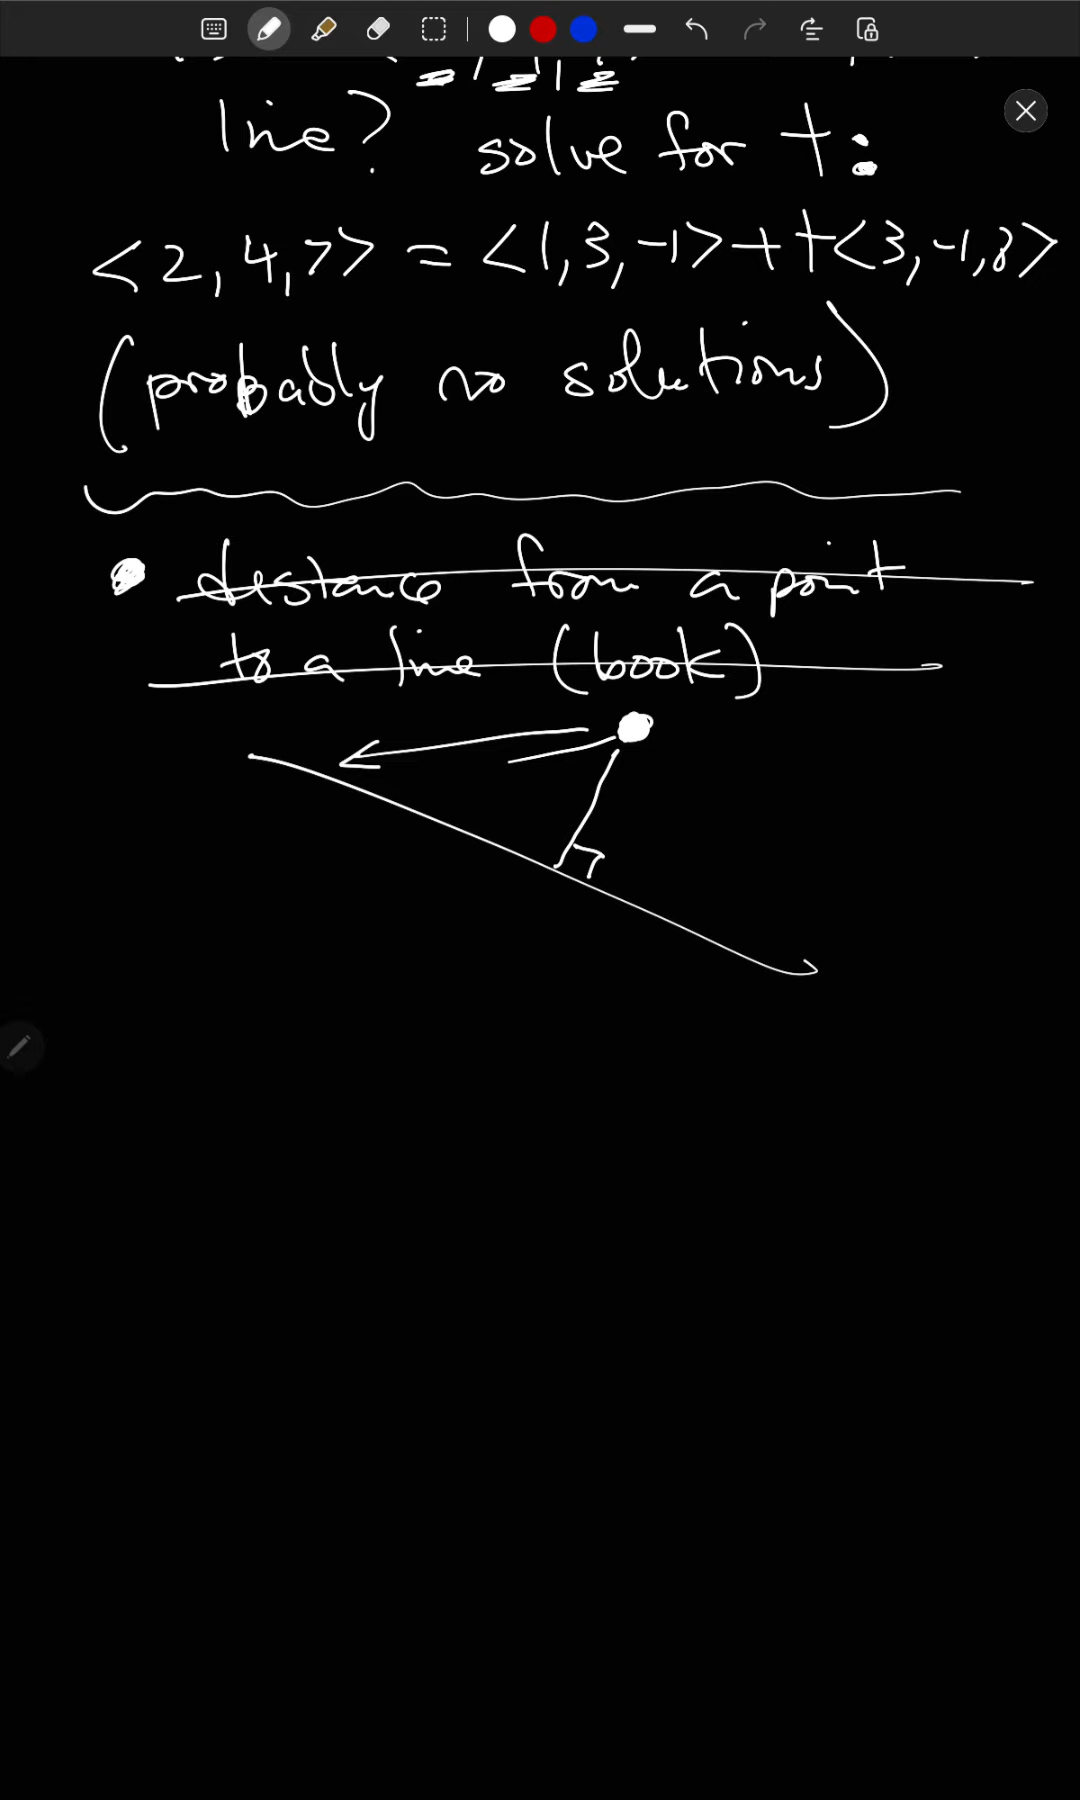 line? solve for t:
<2, 4, 7> = <1, 3, -1> + t<3, -1, 8>
(probably no solutions)
distance from a point
to a line (book)